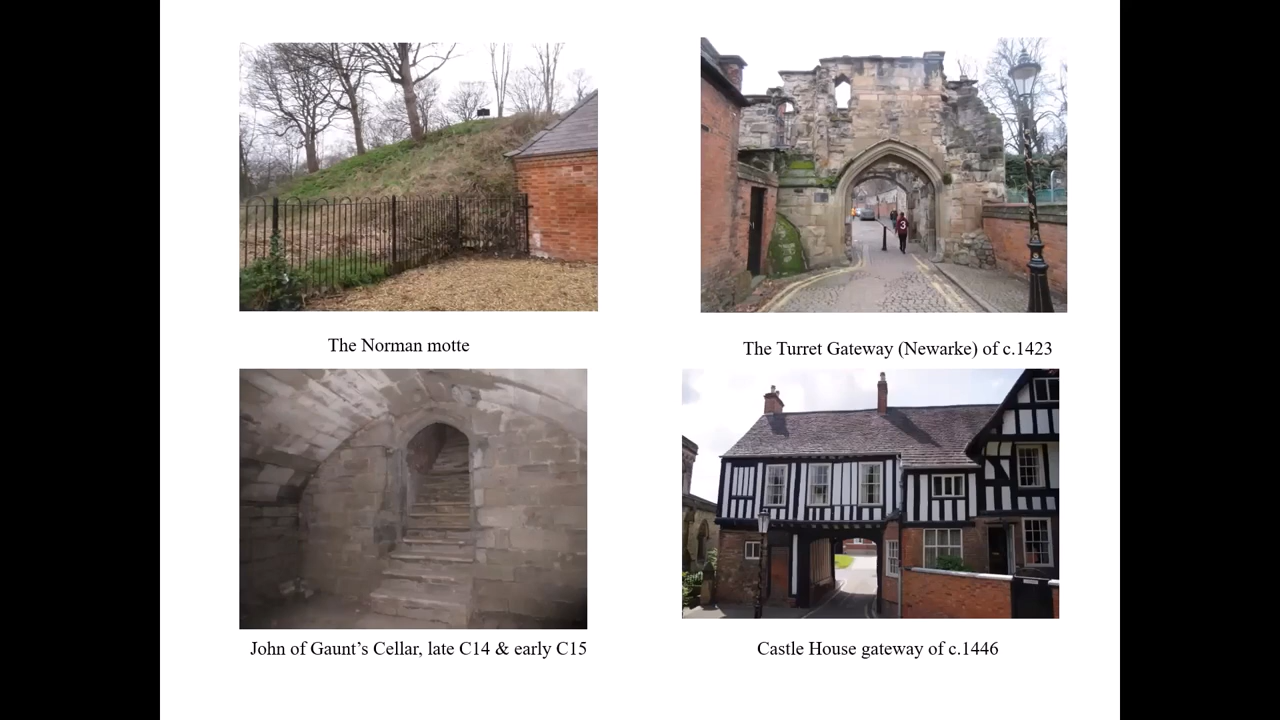 The Norman motte
The Turret Gateway (Newarke) of c.1423
3
John of Gaunt’s Cellar, late C14 & early C15
Castle House gateway of c.1446